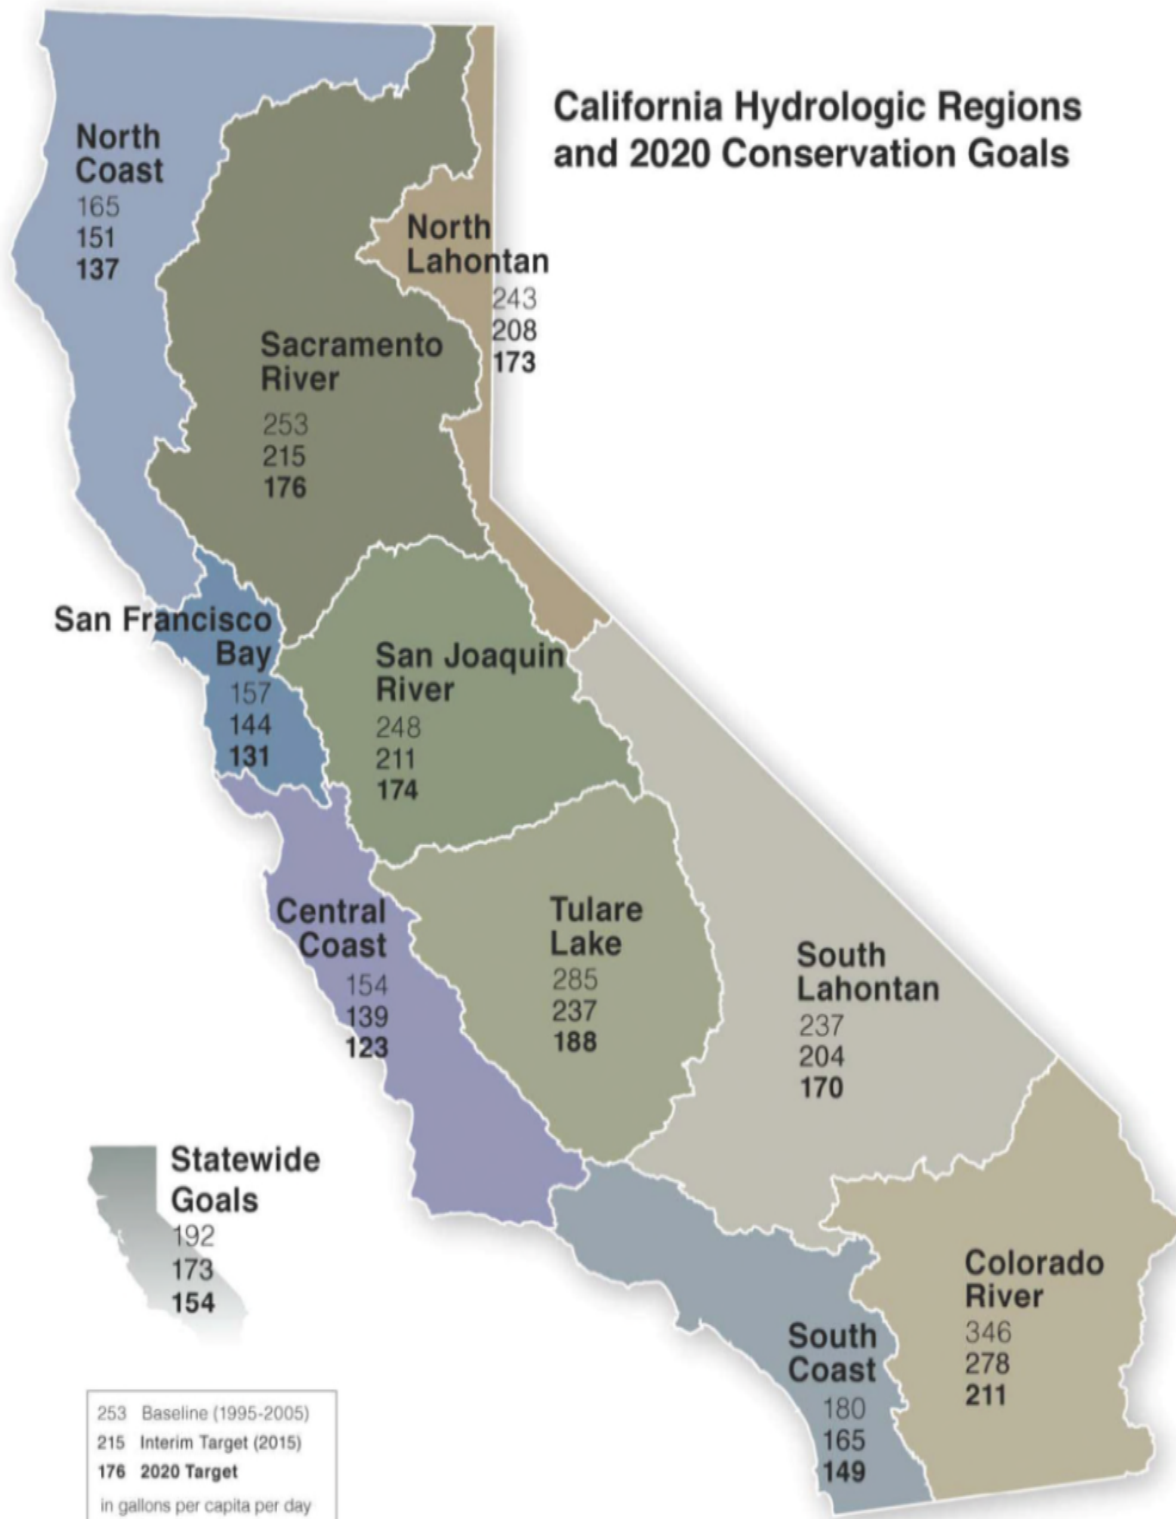 California Hydrologic Regions
and 2020 Conservation Goals
North
Coast
165
151
137
North
Lahontan
243
208
173
Sacramento
River
253
215
176
San Francisco
Bay
157
144
131
San Joaquin
River
248
211
174
Central
Coast
154
139
123
Tulare
Lake
285
237
188
South
Lahontan
237
204
170
Statewide
Goals
192
173
154
Colorado
River
346
278
211
South
Coast
180
165
149
253 Baseline (1995-2005)
215 Interim Target (2015)
176 2020 Target
in gallons per capita per day